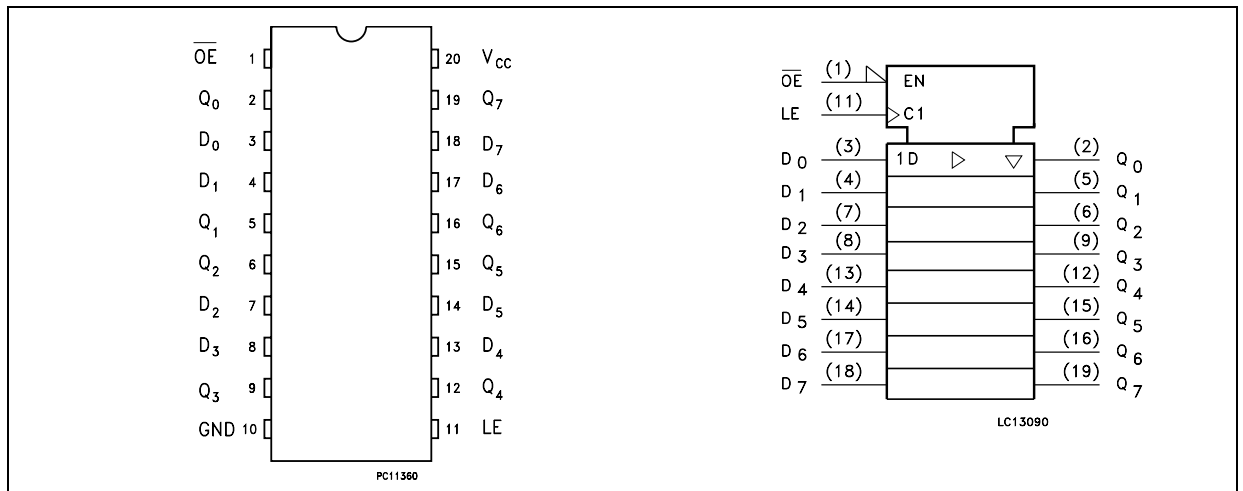 OE 1 20 VCC
Q0 2 19 Q7
D0 3 18 D7
D1 4 17 D6
Q1 5 16 Q6
Q2 6 15 Q5
D2 7 14 D5
D3 8 13 D4
Q3 9 12 Q4
GND 10 11 LE
PC11360
OE (1) EN
LE (11) C1
D0 (3) 1D (2) Q0
D1 (4) (5) Q1
D2 (7) (6) Q2
D3 (8) (9) Q3
D4 (13) (12) Q4
D5 (14) (15) Q5
D6 (17) (16) Q6
D7 (18) (19) Q7
LC13090